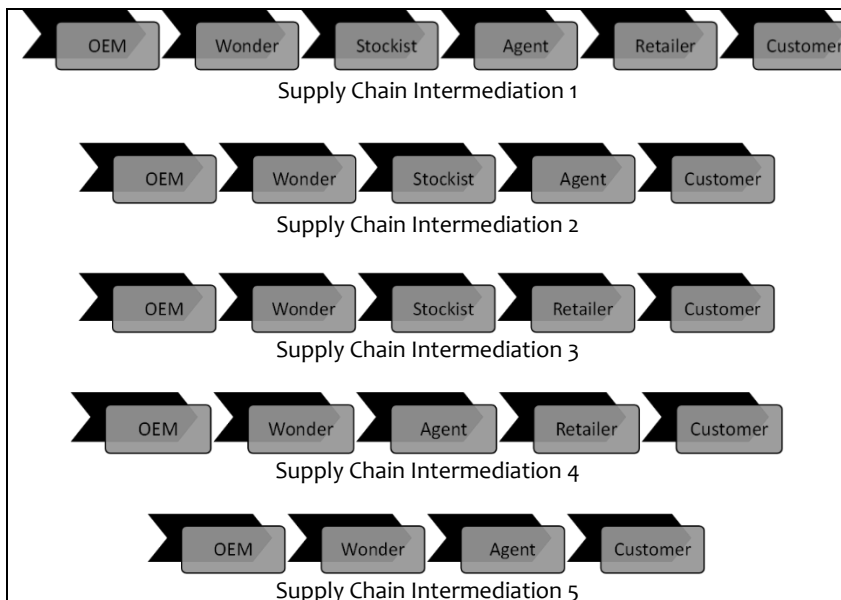 OEM Wonder Stockist Agent Retailer Customer
Supply Chain Intermediation 1
OEM Wonder Stockist Agent Customer
Supply Chain Intermediation 2
OEM Wonder Stockist Retailer Customer
Supply Chain Intermediation 3
OEM Wonder Agent Retailer Customer
Supply Chain Intermediation 4
OEM Wonder Agent Customer
Supply Chain Intermediation 5